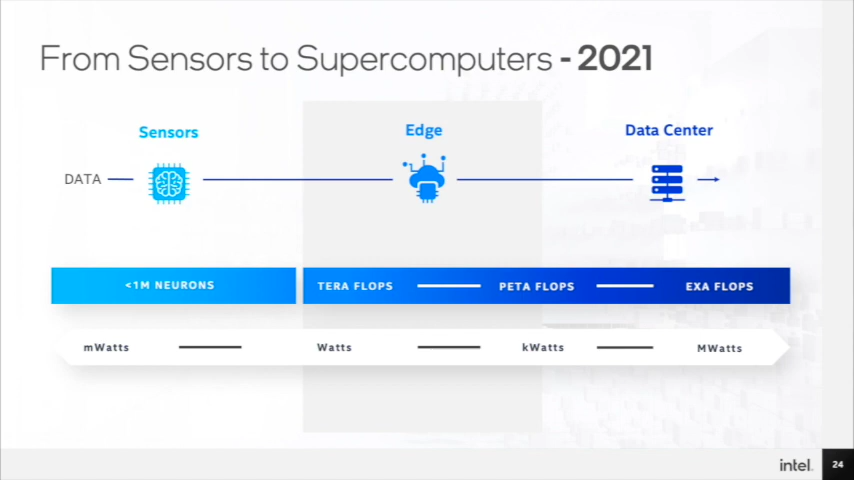 From Sensors to Supercomputers - 2021
Sensors
Edge
Data Center
DATA
<1M NEURONS
TERA FLOPS
PETA FLOPS
EXA FLOPS
mWatts
Watts
kWatts
MWatts
intel.
24